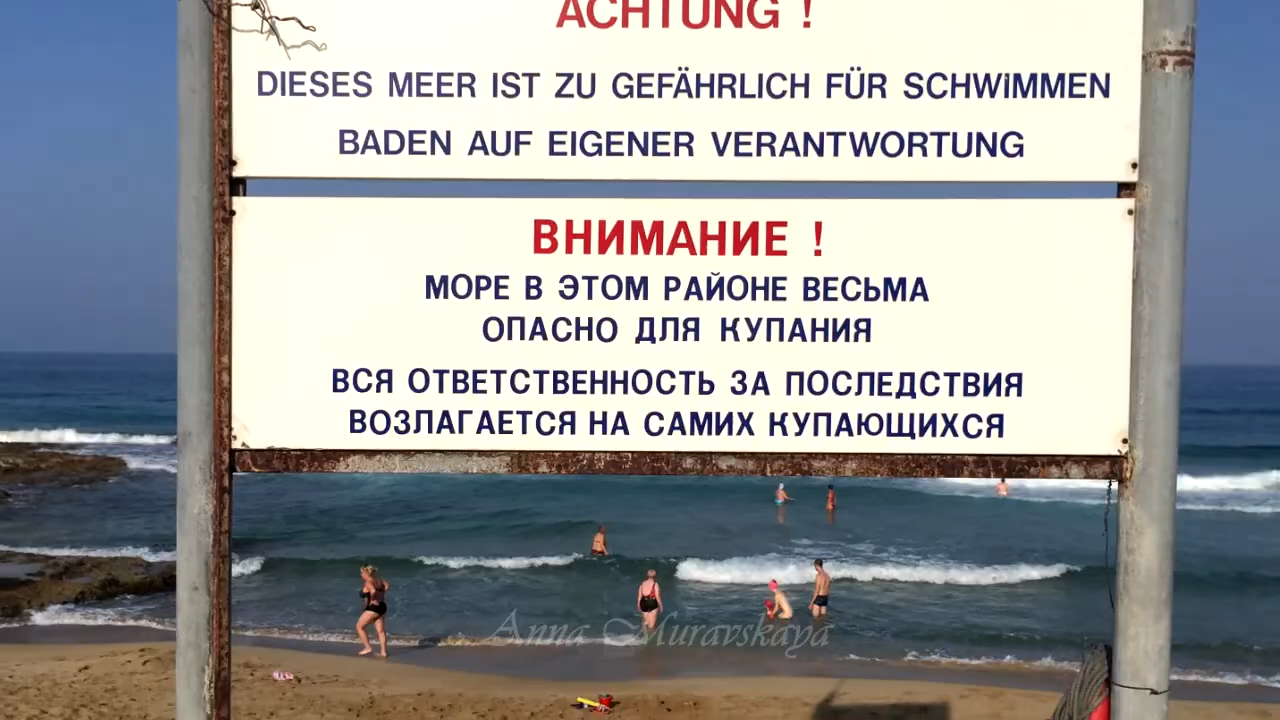 ACHTUNG !
DIESES MEER IST ZU GEFÄHRLICH FÜR SCHWIMMEN
BADEN AUF EIGENER VERANTWORTUNG
ВНИМАНИЕ !
МОРЕ В ЭТОМ РАЙОНЕ ВЕСЬМА
ОПАСНО ДЛЯ КУПАНИЯ
ВСЯ ОТВЕТСТВЕННОСТЬ ЗА ПОСЛЕДСТВИЯ
ВОЗЛАГАЕТСЯ НА САМИХ КУПАЮЩИХСЯ
Anna Muravskaya